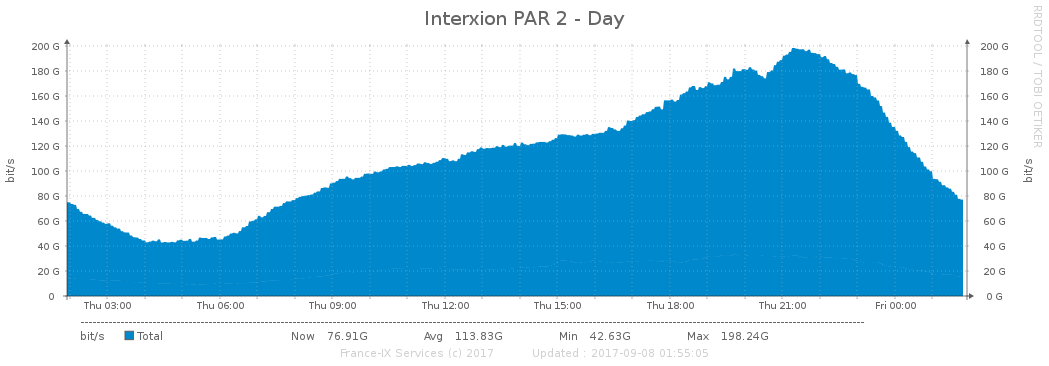 Interxion PAR 2 - Day
RRDTOOL / TOBI OETIKER
200 G 200 G
180 G 180 G
160 G 160 G
140 G 140 G
120 G 120 G
100 G 100 G
80 G 80 G
60 G 60 G
40 G 40 G
20 G 20 G
0 0 G
bit/s bit/s
Thu 03:00 Thu 06:00 Thu 09:00 Thu 12:00 Thu 15:00 Thu 18:00 Thu 21:00 Fri 00:00
bit/s Total Now 76.91G Avg 113.83G Min 42.63G Max 198.24G
France-IX Services (c) 2017 Updated : 2017-09-08 01:55:05